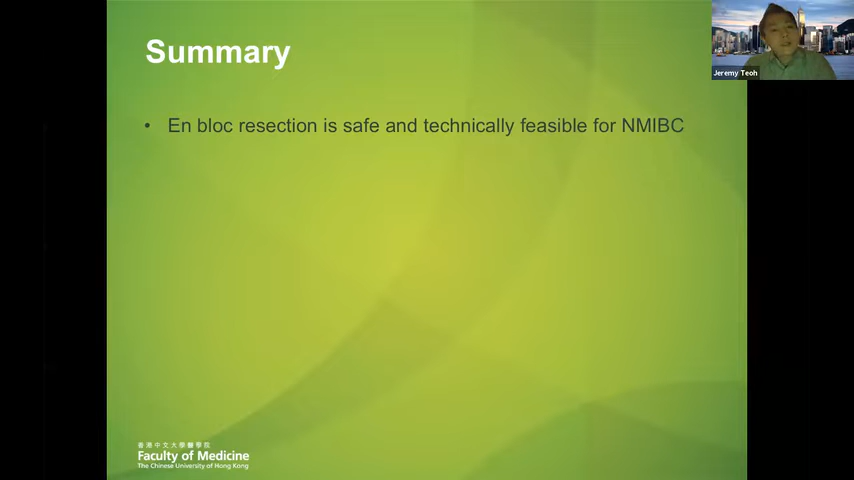 Summary
Jeremy Teoh
• En bloc resection is safe and technically feasible for NMIBC
香港中文大學醫學院
Faculty of Medicine
The Chinese University of Hong Kong